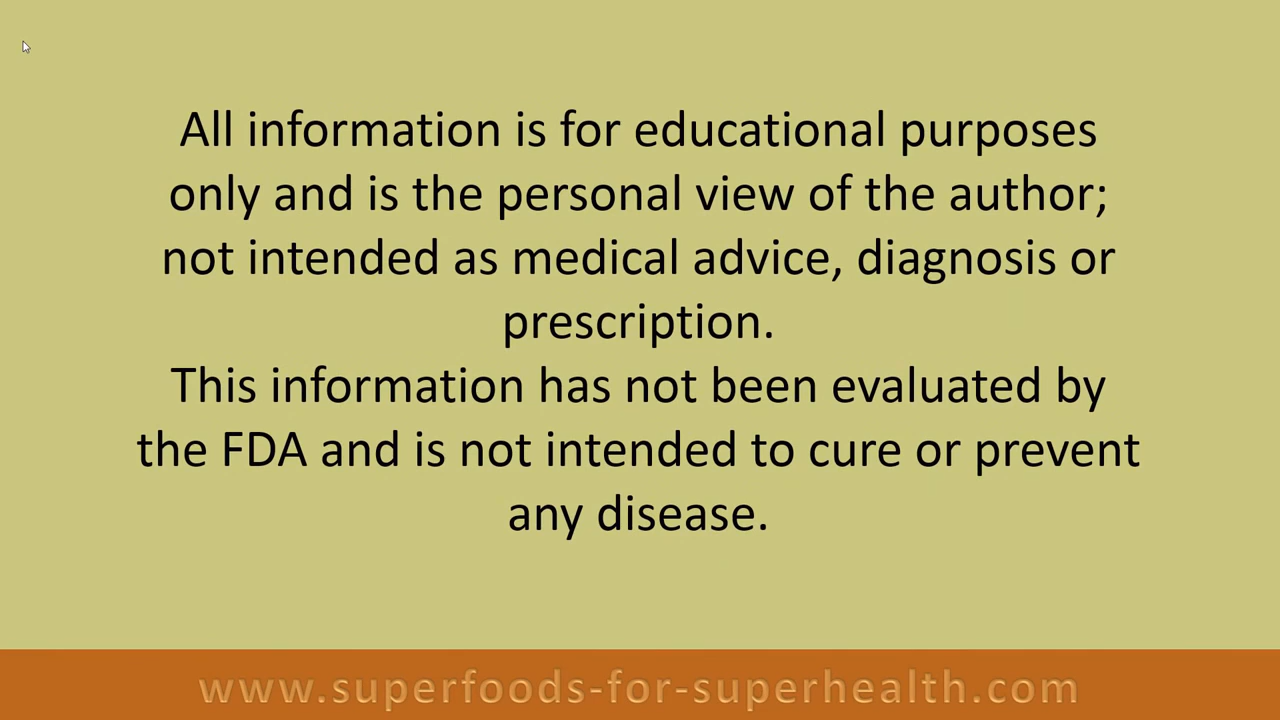 All information is for educational purposes
only and is the personal view of the author;
not intended as medical advice, diagnosis or
prescription.
This information has not been evaluated by
the FDA and is not intended to cure or prevent
any disease.
www.superfoods-for-superhealth.com